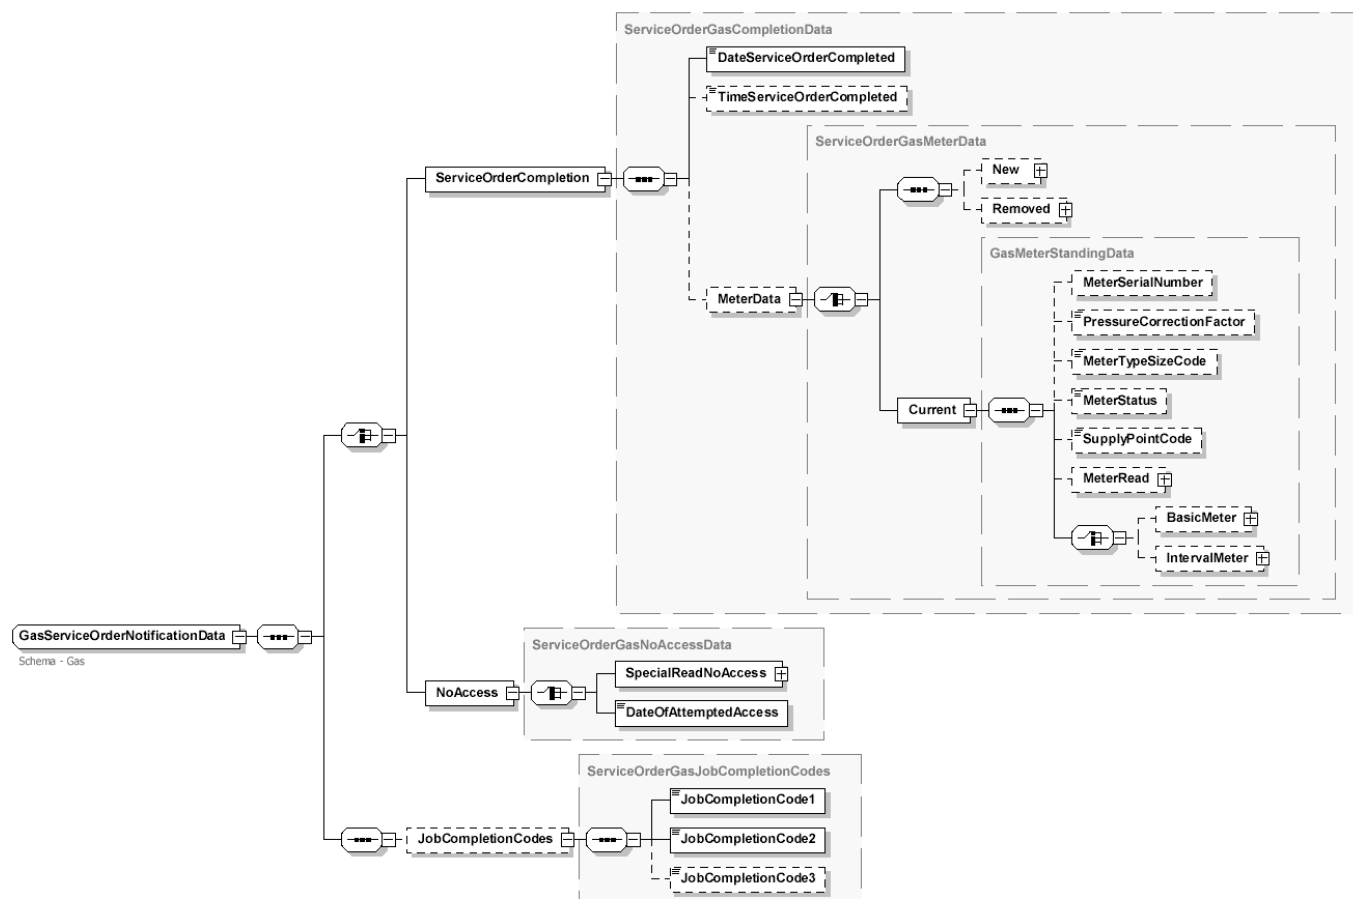 ServiceOrderGasCompletionData
DateServiceOrderCompleted
TimeServiceOrderCompleted
ServiceOrderGasMeterData
ServiceOrderCompletion
New
Removed
GasMeterStandingData
MeterData
MeterSerialNumber
PressureCorrectionFactor
MeterTypeSizeCode
MeterStatus
Current
SupplyPointCode
MeterRead
BasicMeter
IntervalMeter
GasServiceOrderNotificationData
Schema - Gas
ServiceOrderGasNoAccessData
SpecialReadNoAccess
NoAccess
DateOfAttemptedAccess
ServiceOrderGasJobCompletionCodes
JobCompletionCode1
JobCompletionCodes
JobCompletionCode2
JobCompletionCode3